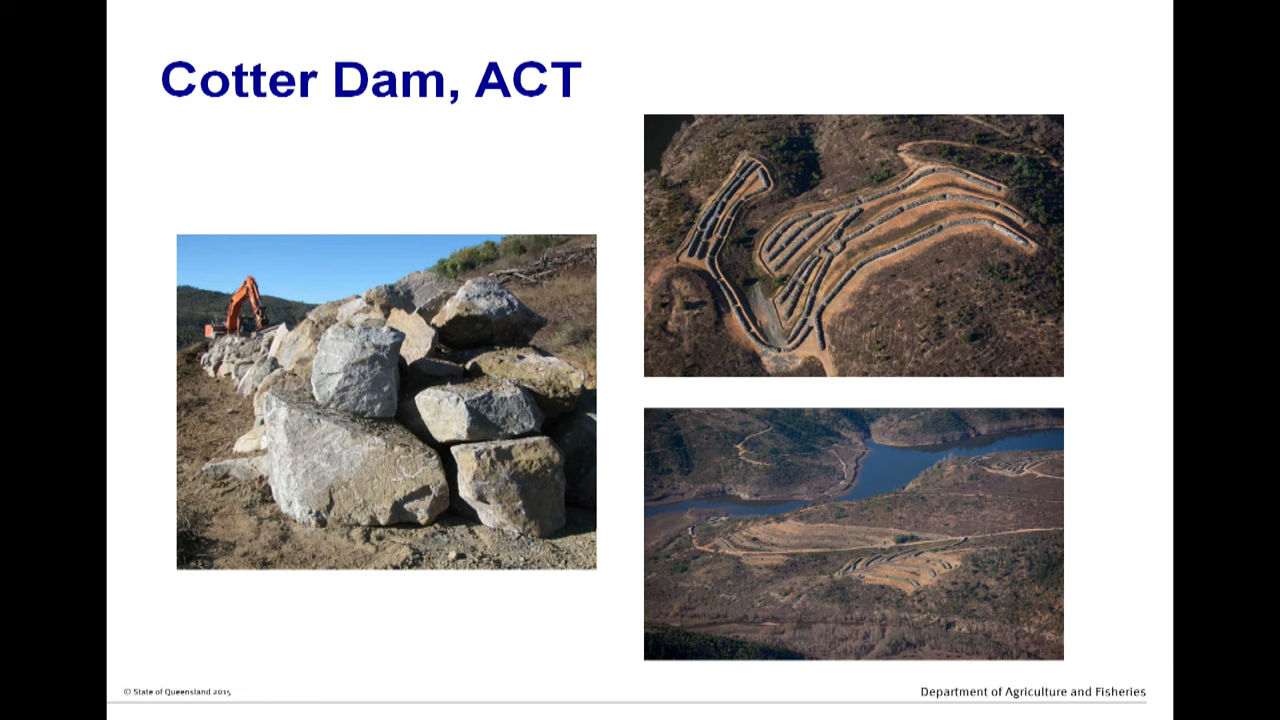 Cotter Dam, ACT
© State of Queensland 2015
Department of Agriculture and Fisheries